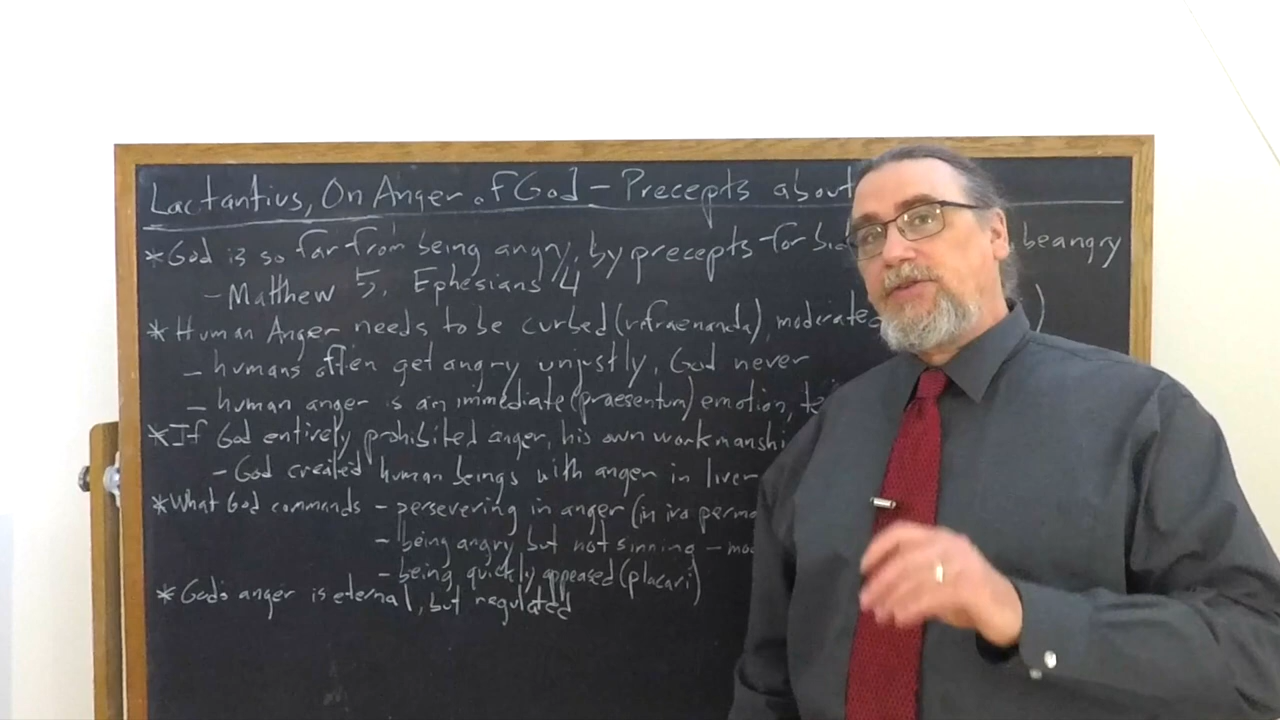 Lactantius, On Anger of God - Precepts about
* God is so far from being angry, by precepts for be angry
- Matthew 5, Ephesians 4
* Human Anger needs to be curbed (refraenanda), moderate )
- humans often get angry unjustly, God never
- human anger is an immediate (praesentum) emotion,
* If God entirely prohibited anger, his own workmanshi
- God created human beings with anger in liver
* What God commands - persevering in anger (in ira perma
- being angry, but not sinning -
- being quickly appeased (placari)
* Gods anger is eternal, but regulated